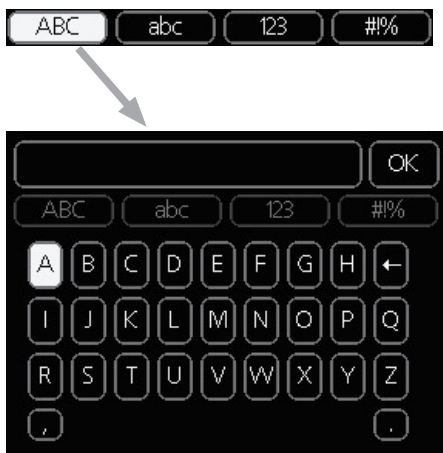 ABC abc 123 #!%
OK
ABC abc 123 #!%
A B C D E F G H ←
I J K L M N O P Q
R S T U V W X Y Z
, .